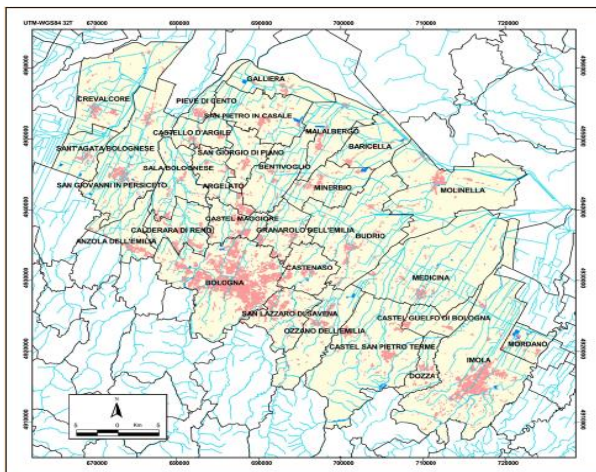 UTM-WGS84 32T
670000 680000 690000 700000 710000 720000
GALLIERA
CREVALCORE
PIEVE DI CENTO
SAN PIETRO IN CASALE
CASTELLO D'ARGILE
MALALBERGO
SANT'AGATA BOLOGNESE
SAN GIORGIO DI PIANO
BARICELLA
SALA BOLOGNESE
BENTIVOGLIO
SAN GIOVANNI IN PERSICETO
ARGELATO
MINERBIO
MOLINELLA
CASTEL MAGGIORE
CALDERARA DI RENO
GRANAROLO DELL'EMILIA
BUDRIO
ANZOLA DELL'EMILIA
CASTENASO
BOLOGNA
MEDICINA
SAN LAZZARO DI SAVENA
CASTEL GUELFO DI BOLOGNA
OZZANO DELL'EMILIA
CASTEL SAN PIETRO TERME
MORDANO
IMOLA
DOZZA
N
5 0 Km 5
670000 680000 690000 700000 710000 720000